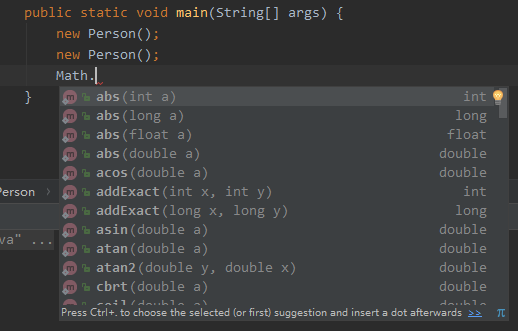 public static void main(String[] args) {
new Person();
new Person();
Math.
}
abs(int a) int
abs(long a) long
abs(float a) float
abs(double a) double
acos(double a) double
addExact(int x, int y) int
addExact(long x, long y) long
asin(double a) double
atan(double a) double
atan2(double y, double x) double
cbrt(double a) double
ceil(double a) double
Person
va" ...
Press Ctrl+. to choose the selected (or first) suggestion and insert a dot afterwards >> π